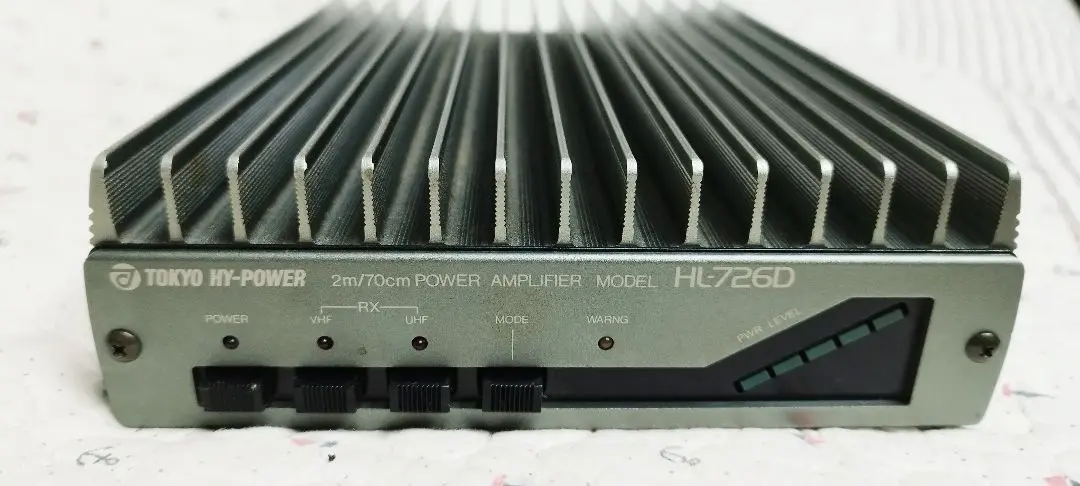 TOKYO HY-POWER 2m/70cm POWER AMPLIFIER MODEL HL-726D
RX
POWER VHF UHF MODE WARNG
PWR LEVEL